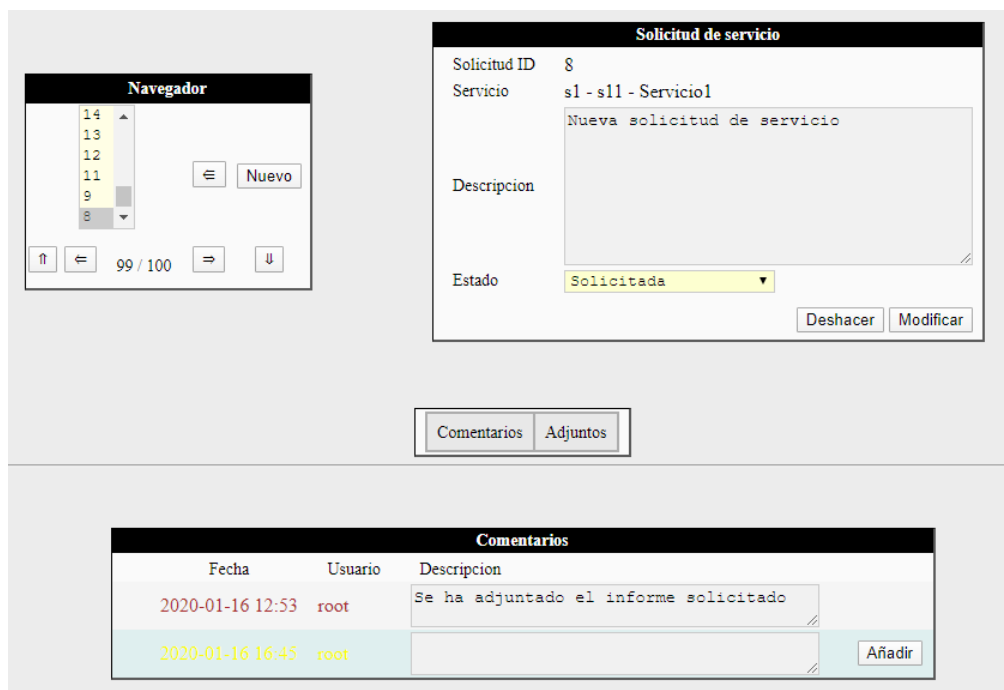 Navegador
14
13
12
11
9
8
⋐ Nuevo
⇑ ⇐ 99 / 100 ⇒ ⇓
Solicitud de servicio
Solicitud ID 8
Servicio s1 - s11 - Servicio1
Descripcion Nueva solicitud de servicio
Estado Solicitada
Deshacer Modificar
Comentarios Adjuntos
Comentarios
Fecha Usuario Descripcion
2020-01-16 12:53 root Se ha adjuntado el informe solicitado
2020-01-16 16:45 root Añadir